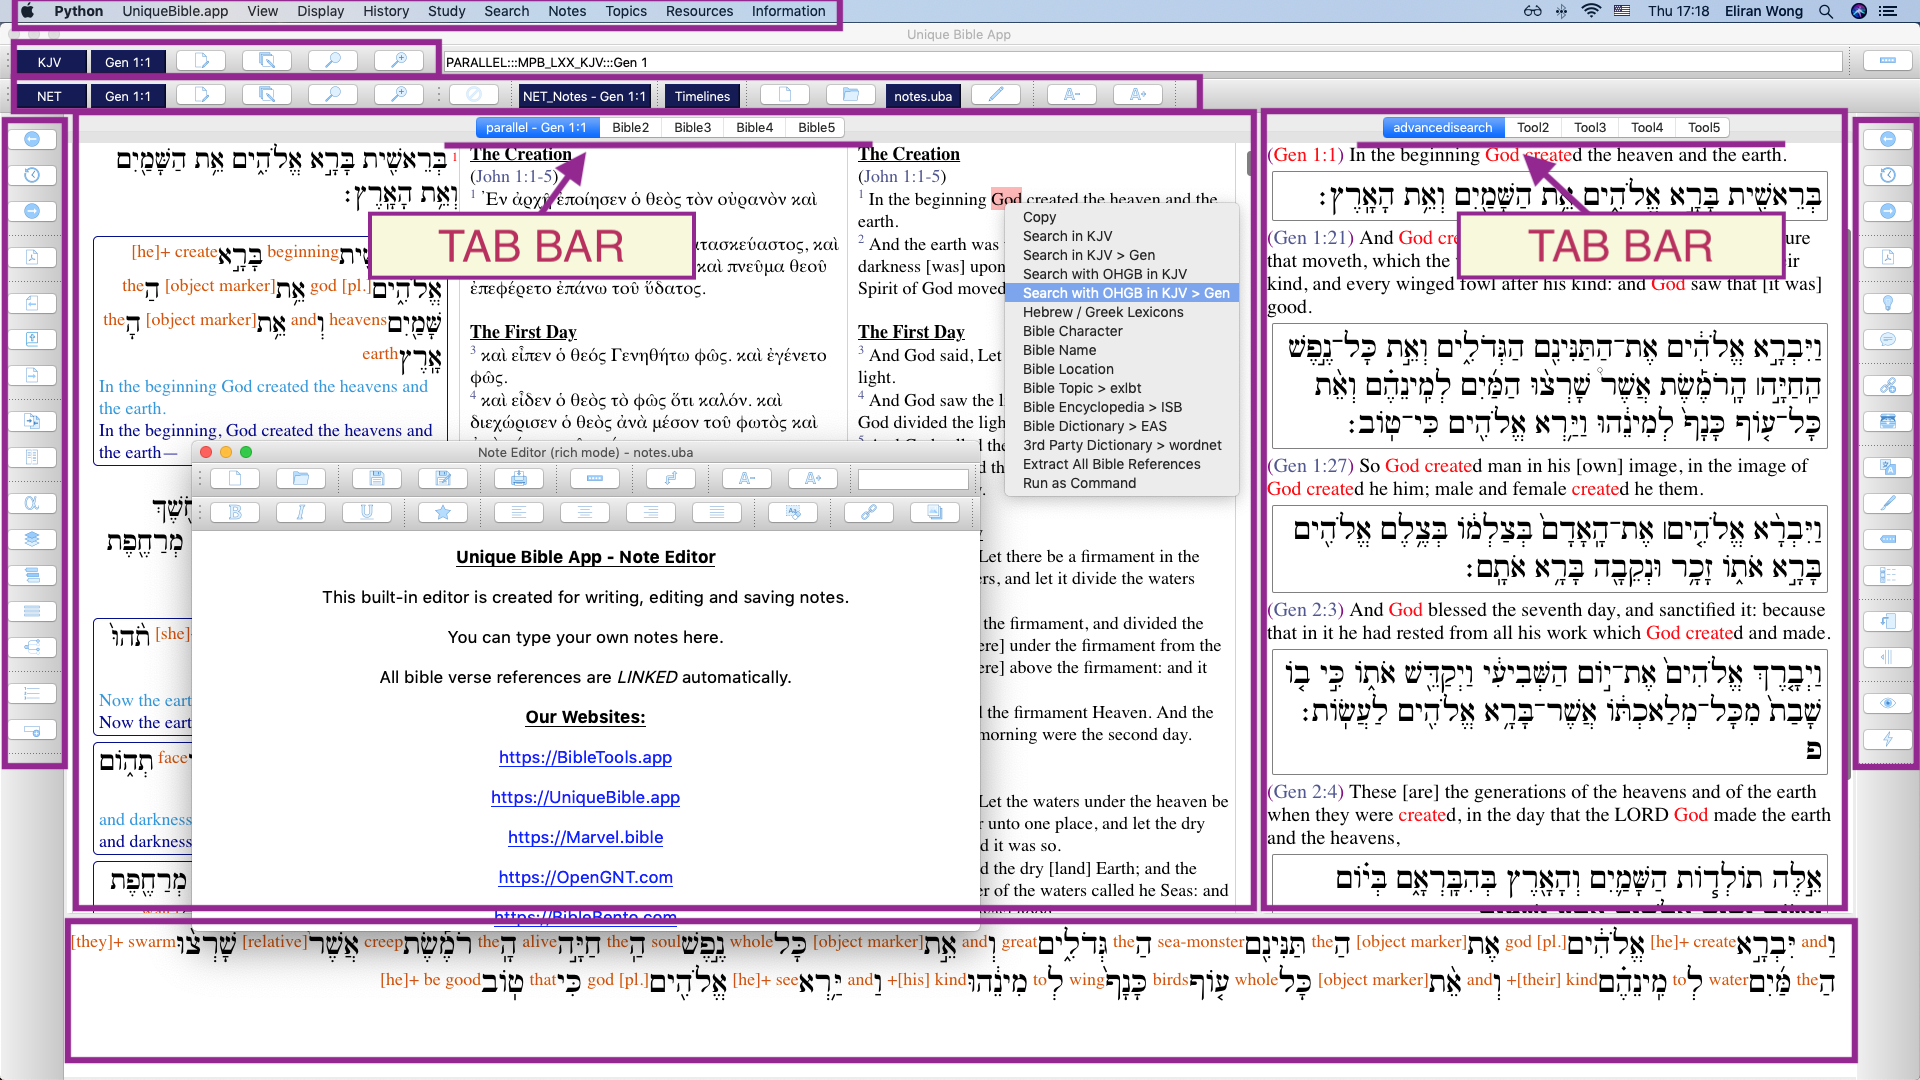 Python UniqueBible.app View Display History Study Search Notes Topics Resources Information
Thu 17:18 Eliran Wong
Unique Bible App
KJV Gen 1:1 PARALLEL:::MPB_LXX_KJV:::Gen 1
NET Gen 1:1 NET_Notes - Gen 1:1 Timelines notes.uba A- A+
parallel - Gen 1:1 Bible2 Bible3 Bible4 Bible5
advancedisearch Tool2 Tool3 Tool4 Tool5
TAB BAR
TAB BAR
1 בְּרֵאשִׁ֖ית בָּרָ֣א אֱלֹהִ֑ים אֵ֥ת הַשָּׁמַ֖יִם
וְאֵ֥ת הָאָֽרֶץ׃
[he]+ create בָּרָ֣א beginning
the [object marker] אֵ֥ת god [pl.] אֱלֹהִ֑ים
the [object marker] אֵ֥ת and וְ heavens שָּׁמַ֖יִם
earth אָֽרֶץ
In the beginning God created the heavens and
the earth.
In the beginning, God created the heavens and
the earth—
חֹ֖שֶׁךְ
מְרַחֶ֖פֶת
תֹ֙הוּ֙ [she]
Now the eart
Now the eart
תְה֑וֹם face
and darkness
and darkness
מְרַחֶ֖פֶת
The Creation
(John 1:1-5)
1 Ἐν ἀρχῇ ἐποίησεν ὁ θεὸς τὸν οὐρανὸν καὶ
τασκεύαστος, καὶ
καὶ πνεῦμα θεοῦ
ἐπεφέρετο ἐπάνω τοῦ ὕδατος.
The First Day
3 καὶ εἶπεν ὁ θεός Γενηθήτω φῶς. καὶ ἐγένετο
φῶς.
4 καὶ εἶδεν ὁ θεὸς τὸ φῶς ὅτι καλόν. καὶ
διεχώρισεν ὁ θεὸς ἀνὰ μέσον τοῦ φωτὸς καὶ
The Creation
(John 1:1-5)
1 In the beginning God created the heaven and the
earth.
2 And the earth was
darkness [was] upon
Spirit of God moved
The First Day
3 And God said, Let
light.
4 And God saw the li
God divided the ligh
Let there be a firmament in the
ers, and let it divide the waters
the firmament, and divided the
ere] under the firmament from the
ere] above the firmament: and it
the firmament Heaven. And the
morning were the second day.
Let the waters under the heaven be
r unto one place, and let the dry
d it was so.
d the dry [land] Earth; and the
er of the waters called he Seas: and
Copy
Search in KJV
Search in KJV > Gen
Search with OHGB in KJV
Search with OHGB in KJV > Gen
Hebrew / Greek Lexicons
Bible Character
Bible Name
Bible Location
Bible Topic > exlbt
Bible Encyclopedia > ISB
Bible Dictionary > EAS
3rd Party Dictionary > wordnet
Extract All Bible References
Run as Command
Note Editor (rich mode) - notes.uba
A- A+
B I U
Unique Bible App - Note Editor
This built-in editor is created for writing, editing and saving notes.
You can type your own notes here.
All bible verse references are LINKED automatically.
Our Websites:
https://BibleTools.app
https://UniqueBible.app
https://Marvel.bible
https://OpenGNT.com
https://BibleBento.com
(Gen 1:1) In the beginning God created the heaven and the earth.
בְּרֵאשִׁ֖ית בָּרָ֣א אֱלֹהִ֑ים אֵ֥ת הַשָּׁמַ֖יִם וְאֵ֥ת הָאָֽרֶץ׃
(Gen 1:21) And God cre
that moveth, which the
kind, and every winged fowl after his kind: and God saw that [it was]
good.
וַיִּבְרָ֣א אֱלֹהִ֔ים אֶת־הַתַּנִּינִ֖ם הַגְּדֹלִ֑ים וְאֵ֣ת כָּל־נֶ֣פֶשׁ
הַֽחַיָּ֣ה׀ הָֽרֹמֶ֡שֶׂת אֲשֶׁר֩ שָׁרְצ֨וּ הַמַּ֜יִם לְמִֽינֵהֶ֗ם וְאֵ֨ת
כָּל־ע֤וֹף כָּנָף֙ לְמִינֵ֔הוּ וַיַּ֥רְא אֱלֹהִ֖ים כִּי־טֽוֹב׃
(Gen 1:27) So God created man in his [own] image, in the image of
God created he him; male and female created he them.
וַיִּבְרָ֨א אֱלֹהִ֤ים׀ אֶת־הָֽאָדָם֙ בְּצַלְמ֔וֹ בְּצֶ֥לֶם אֱלֹהִ֖ים
בָּרָ֣א אֹת֑וֹ זָכָ֥ר וּנְקֵבָ֖ה בָּרָ֥א אֹתָֽם׃
(Gen 2:3) And God blessed the seventh day, and sanctified it: because
that in it he had rested from all his work which God created and made.
וַיְבָ֤רֶךְ אֱלֹהִים֙ אֶת־י֣וֹם הַשְּׁבִיעִ֔י וַיְקַדֵּ֖שׁ אֹת֑וֹ כִּ֣י ב֤וֹ
שָׁבַת֙ מִכָּל־מְלַאכְתּ֔וֹ אֲשֶׁר־בָּרָ֥א אֱלֹהִ֖ים לַעֲשֽׂוֹת׃
פ
(Gen 2:4) These [are] the generations of the heavens and of the earth
when they were created, in the day that the LORD God made the earth
and the heavens,
אֵ֣לֶּה תוֹלְד֧וֹת הַשָּׁמַ֛יִם וְהָאָ֖רֶץ בְּהִבָּֽרְאָ֑ם בְּי֗וֹם
[they]+ swarm שָׁרְצ֨וּ [relative] אֲשֶׁר֩ creep רֹמֶ֡שֶׂת the הָֽ alive חַיָּ֣ה the הַֽ soul נֶ֣פֶשׁ whole כָּל [object marker] אֵ֣ת and וְ great גְּדֹלִ֑ים the הַ sea-monster תַּנִּינִ֖ם the הַ [object marker] אֶת god [pl.] אֱלֹהִ֔ים [he]+ create יִּבְרָ֣א and וַ
[he]+ be good טֽוֹב that כִּי god [pl.] אֱלֹהִ֖ים [he]+ see יַּ֥רְא and וַ +[his] kind מִינֵ֔הוּ to לְ wing כָּנָף֙ birds ע֤וֹף whole כָּל [object marker] אֵ֨ת and וְ +[their] kind מִֽינֵהֶ֗ם to לְ water מַּ֜יִם the הַ